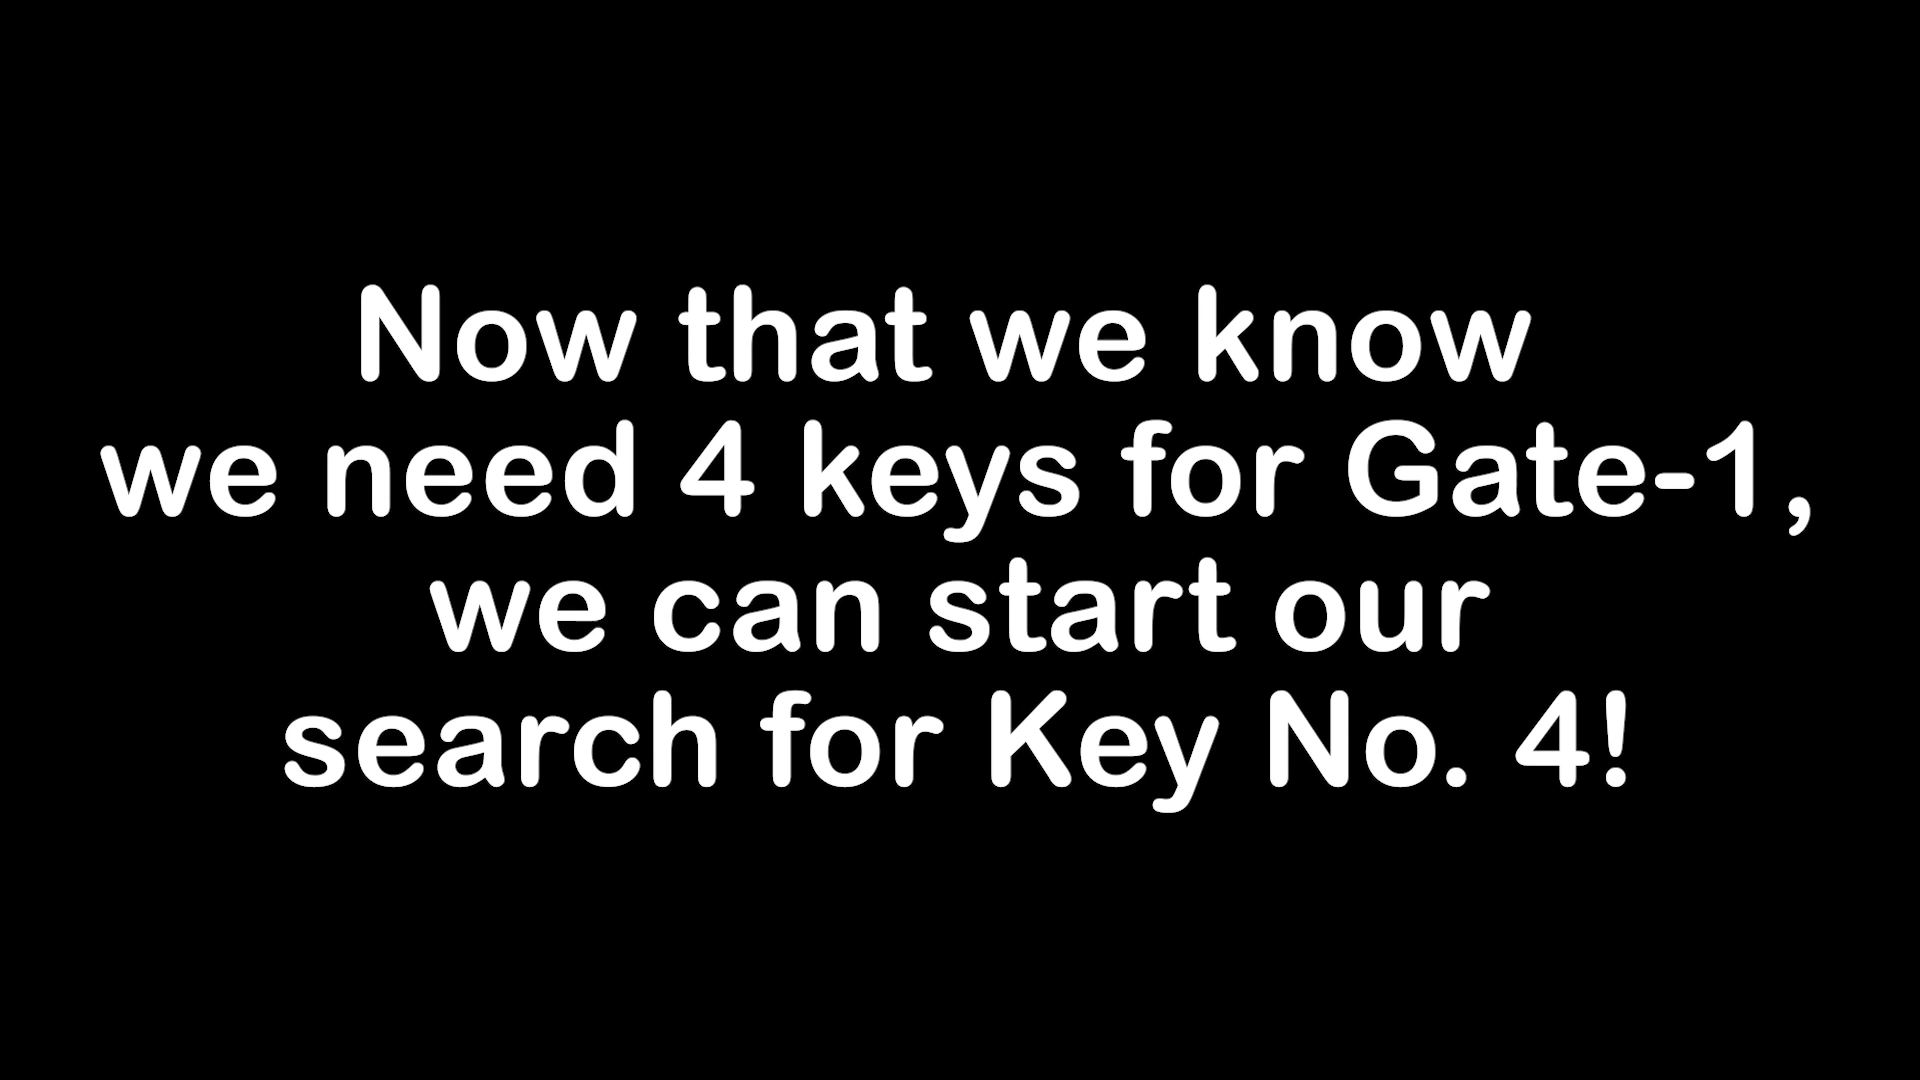 Now that we know
we need 4 keys for Gate-1,
we can start our
search for Key No. 4!